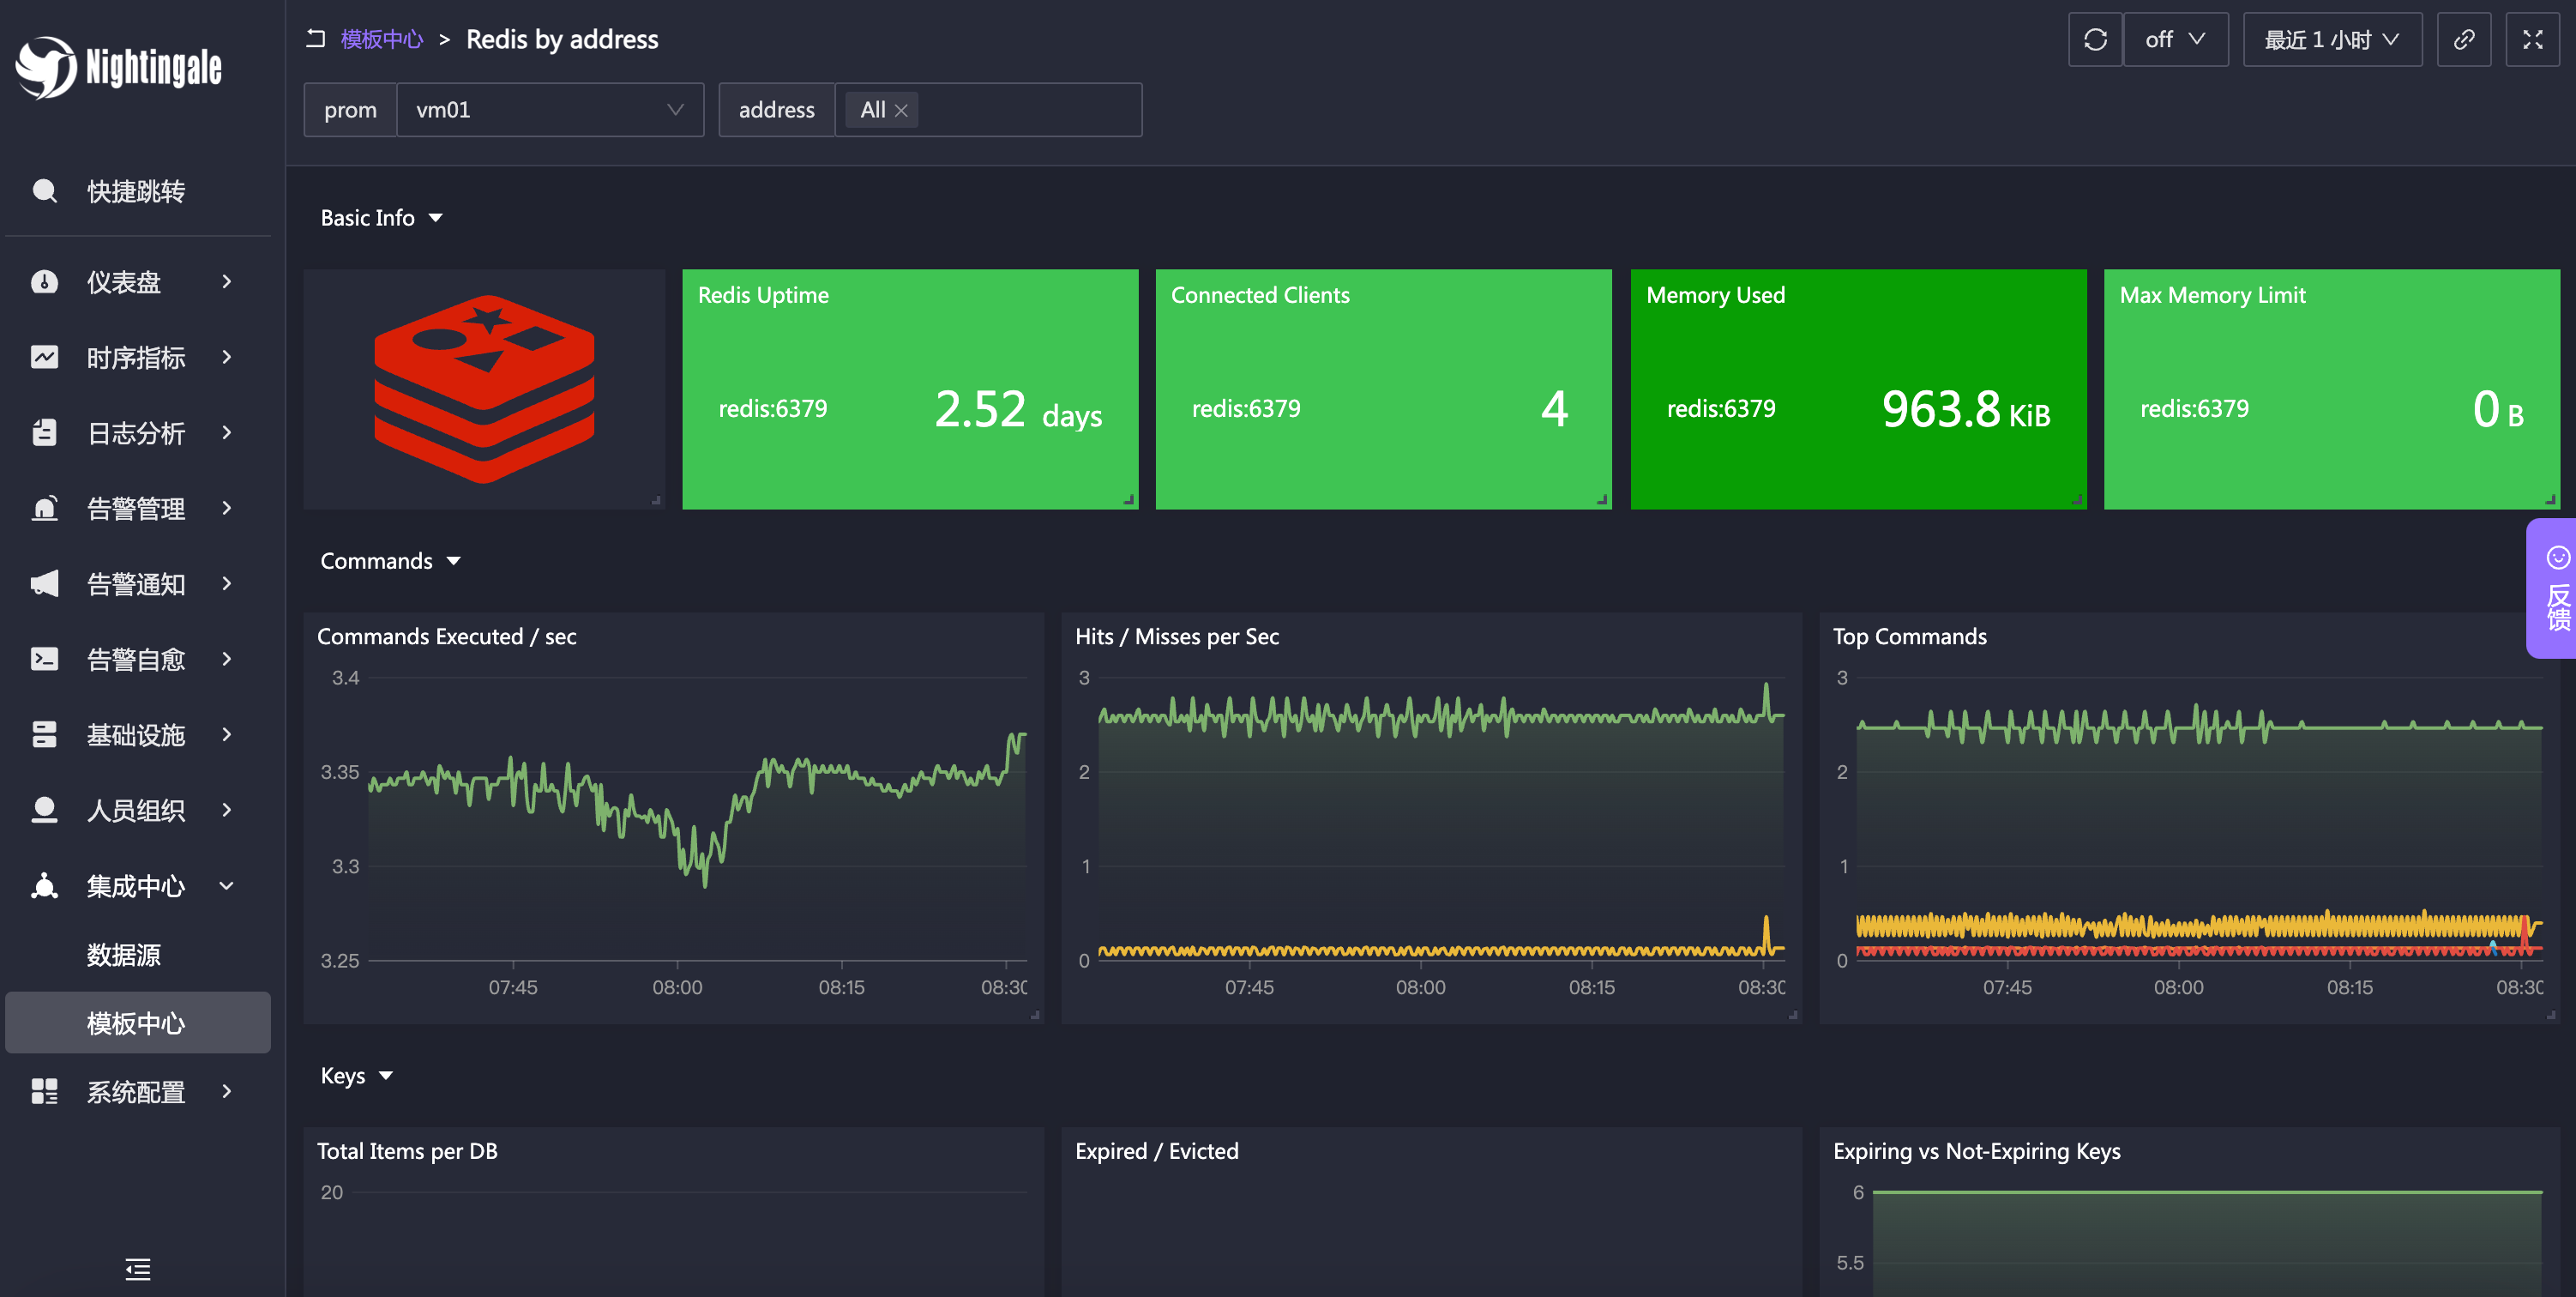 Nightingale
快捷跳转
仪表盘
时序指标
日志分析
告警管理
告警通知
告警自愈
基础设施
人员组织
集成中心
数据源
模板中心
系统配置
模板中心 > Redis by address
off
最近 1 小时
prom vm01
address All
Basic Info
Redis Uptime
redis:6379 2.52 days
Connected Clients
redis:6379 4
Memory Used
redis:6379 963.8 KiB
Max Memory Limit
redis:6379 0 B
反馈
Commands
Commands Executed / sec
3.4
3.35
3.3
3.25
07:45 08:00 08:15 08:30
Hits / Misses per Sec
3
2
1
0
07:45 08:00 08:15 08:30
Top Commands
3
2
1
0
07:45 08:00 08:15 08:30
Keys
Total Items per DB
20
Expired / Evicted
Expiring vs Not-Expiring Keys
6
5.5